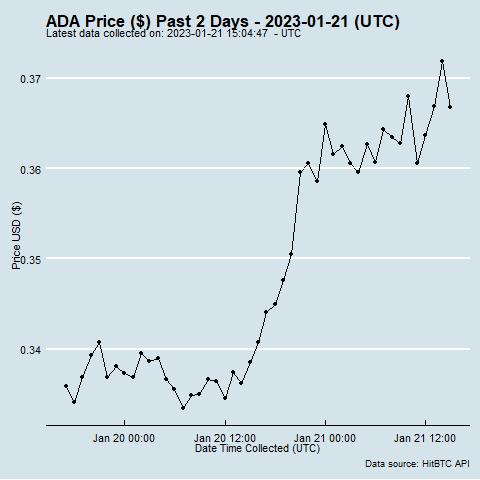 ADA Price ($) Past 2 Days - 2023-01-21 (UTC)
Latest data collected on: 2023-01-21 15:04:47 - UTC
0.37
0.36
0.35
0.34
Price USD ($)
Jan 20 00:00 Jan 20 12:00 Jan 21 00:00 Jan 21 12:00
Date Time Collected (UTC)
Data source: HitBTC API